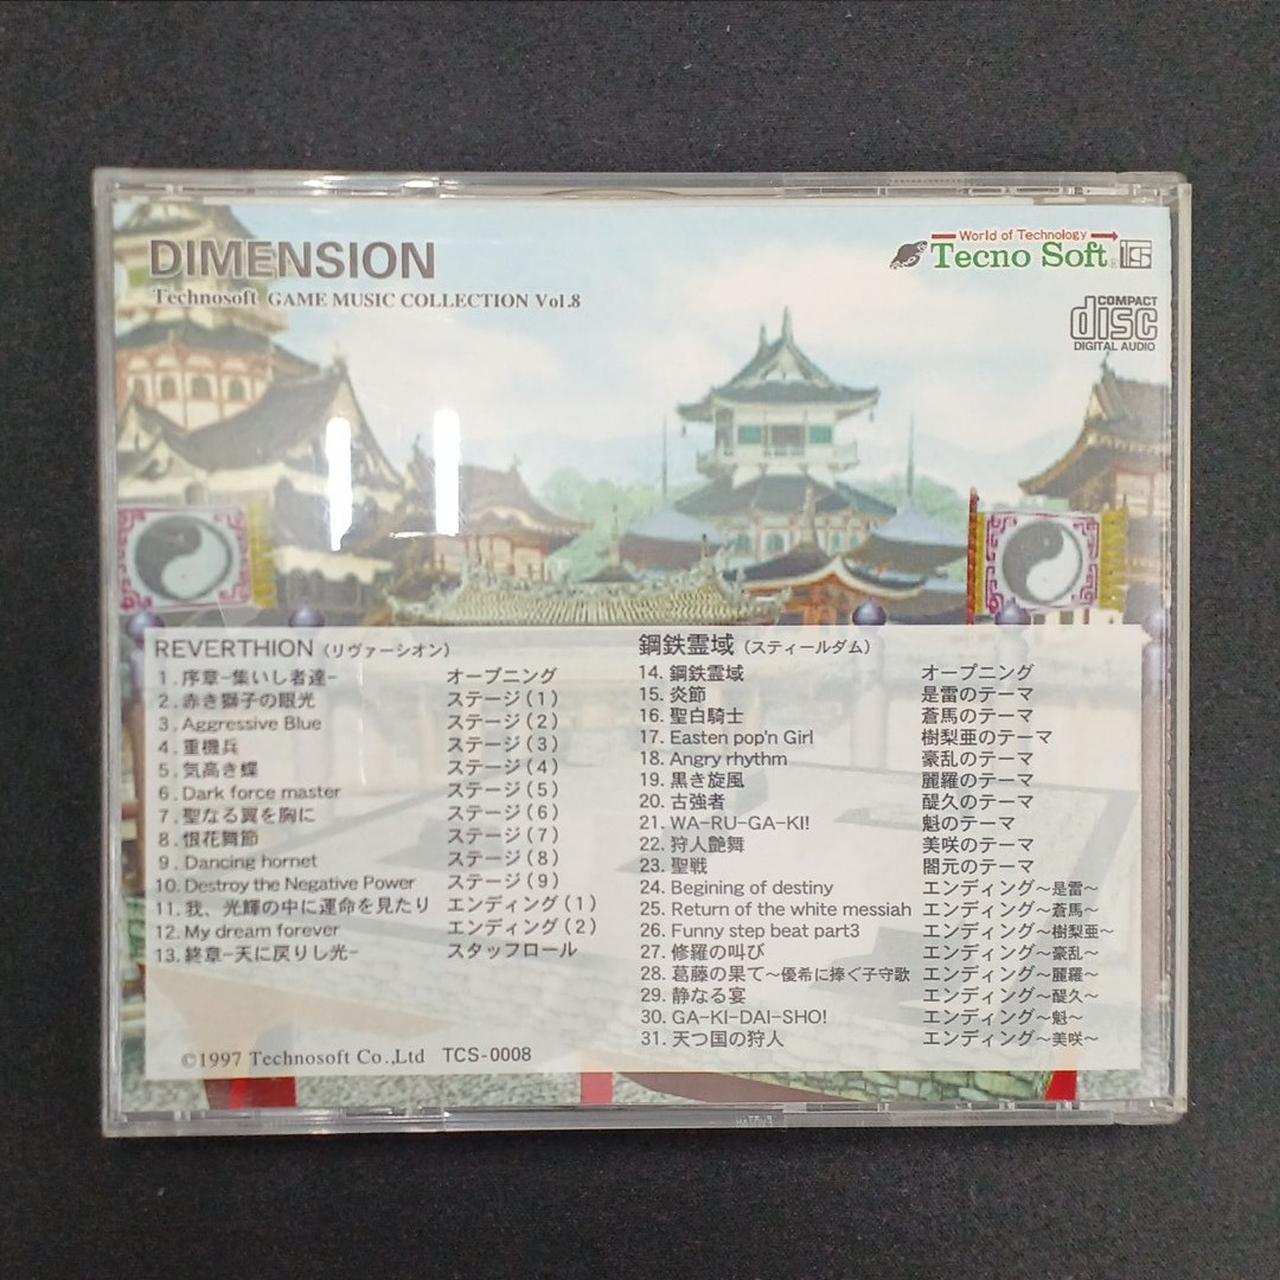 DIMENSION
Technosoft GAME MUSIC COLLECTION Vol.8
World of Technology
Tecno Soft
COMPACT
disc
DIGITAL AUDIO
REVERTHION (リヴァーシオン)
1. 序章-集いし者達- オープニング
2. 赤き獅子の眼光 ステージ(1)
3. Aggressive Blue ステージ(2)
4. 重機兵 ステージ(3)
5. 気高き蝶 ステージ(4)
6. Dark force master ステージ(5)
7. 聖なる翼を胸に ステージ(6)
8. 恨花舞節 ステージ(7)
9. Dancing hornet ステージ(8)
10. Destroy the Negative Power ステージ(9)
11. 我、光輝の中に運命を見たり エンディング(1)
12. My dream forever エンディング(2)
13. 終章-天に戻りし光- スタッフロール
©1997 Technosoft Co.,Ltd TCS-0008
鋼鉄霊域 (スティールダム)
14. 鋼鉄霊域 オープニング
15. 炎節 是雷のテーマ
16. 聖白騎士 蒼馬のテーマ
17. Easten pop'n Girl 樹梨亜のテーマ
18. Angry rhythm 豪乱のテーマ
19. 黒き旋風 麗羅のテーマ
20. 古強者 醍久のテーマ
21. WA-RU-GA-KI! 魁のテーマ
22. 狩人艶舞 美咲のテーマ
23. 聖戦 闇元のテーマ
24. Begining of destiny エンディング~是雷~
25. Return of the white messiah エンディング~蒼馬~
26. Funny step beat part3 エンディング~樹梨亜~
27. 修羅の叫び エンディング~豪乱~
28. 葛藤の果て~優希に捧ぐ子守歌 エンディング~麗羅~
29. 静なる宴 エンディング~醍久~
30. GA-KI-DAI-SHO! エンディング~魁~
31. 天つ国の狩人 エンディング~美咲~